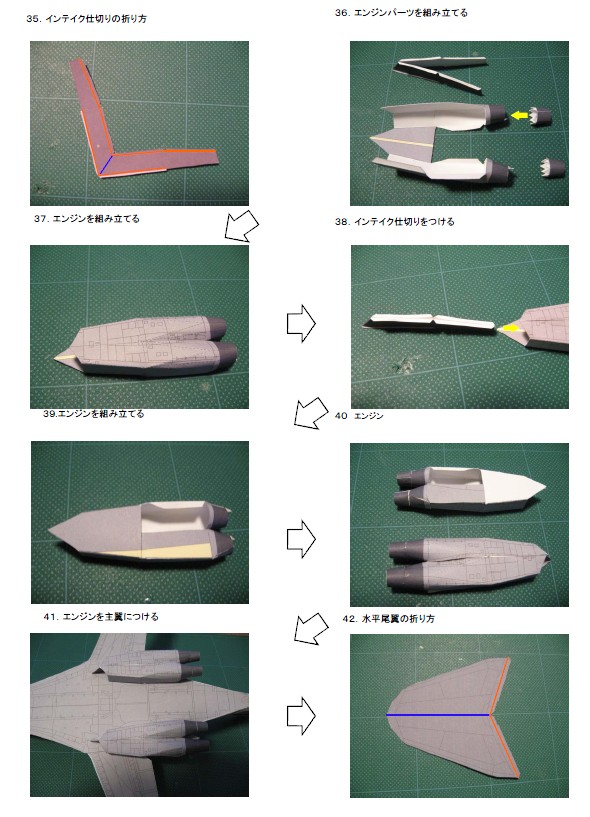 35. インテイク仕切りの折り方
36. エンジンパーツを組み立てる
37. エンジンを組み立てる
38. インテイク仕切りをつける
39.エンジンを組み立てる
40 エンジン
41. エンジンを主翼につける
42. 水平尾翼の折り方